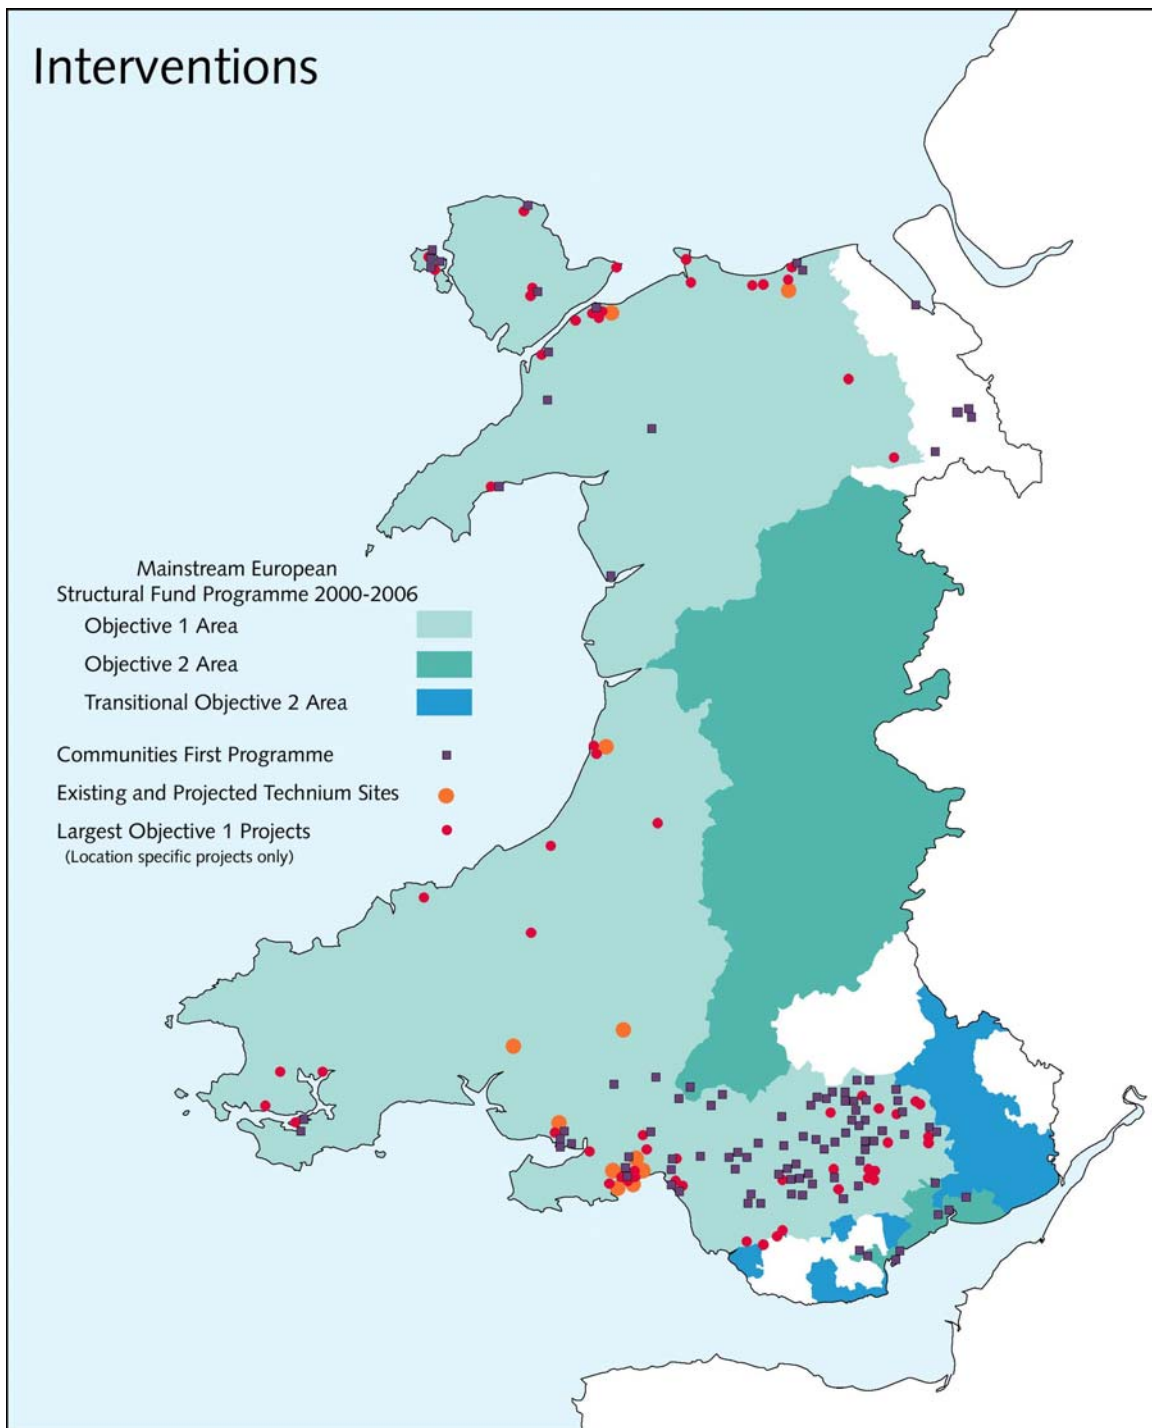 Interventions
Mainstream European
Structural Fund Programme 2000-2006
Objective 1 Area
Objective 2 Area
Transitional Objective 2 Area
Communities First Programme
Existing and Projected Technium Sites
Largest Objective 1 Projects
(Location specific projects only)